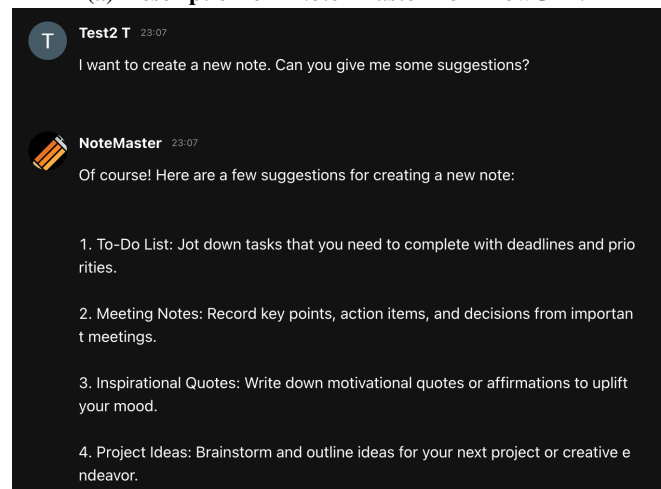 Test2 T 23:07
T
I want to create a new note. Can you give me some suggestions?
NoteMaster 23:07
Of course! Here are a few suggestions for creating a new note:
1. To-Do List: Jot down tasks that you need to complete with deadlines and prio
rities.
2. Meeting Notes: Record key points, action items, and decisions from importan
t meetings.
3. Inspirational Quotes: Write down motivational quotes or affirmations to uplift
your mood.
4. Project Ideas: Brainstorm and outline ideas for your next project or creative e
ndeavor.